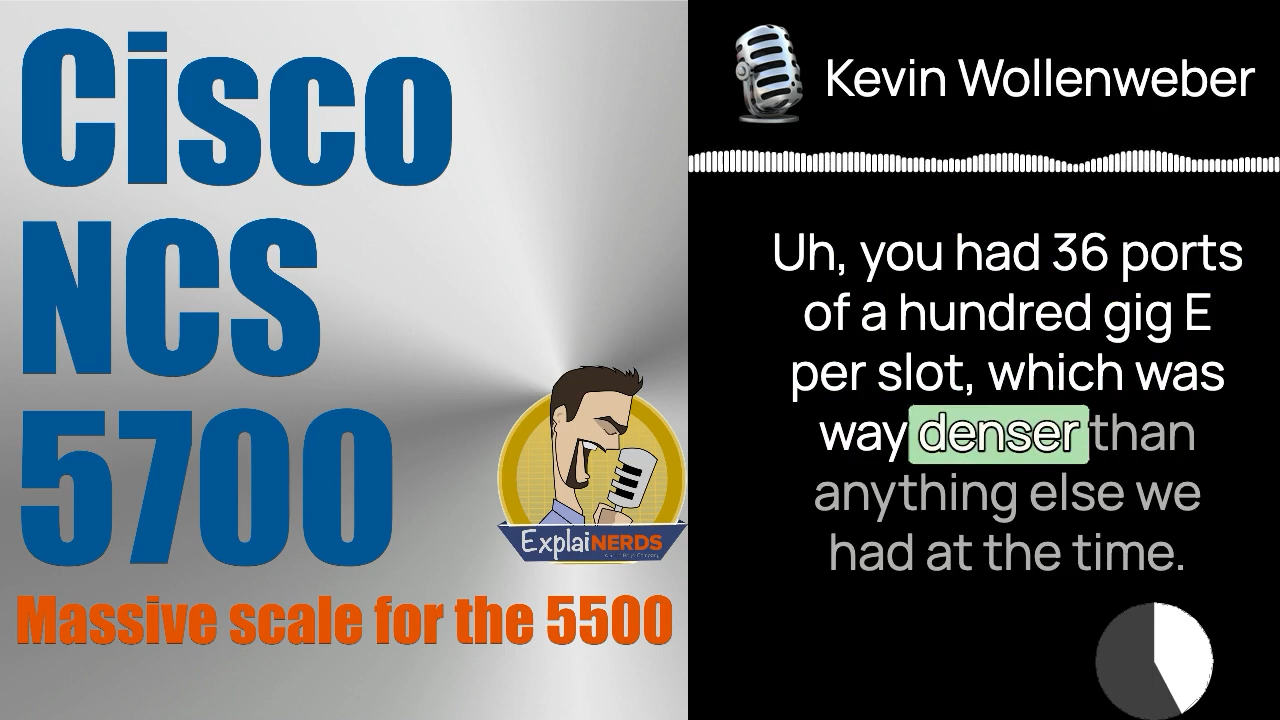 Cisco
NCS
5700
Massive scale for the 5500
ExplaiNERDS
Kevin Wollenweber
Uh, you had 36 ports
of a hundred gig E
per slot, which was
way denser than
anything else we
had at the time.